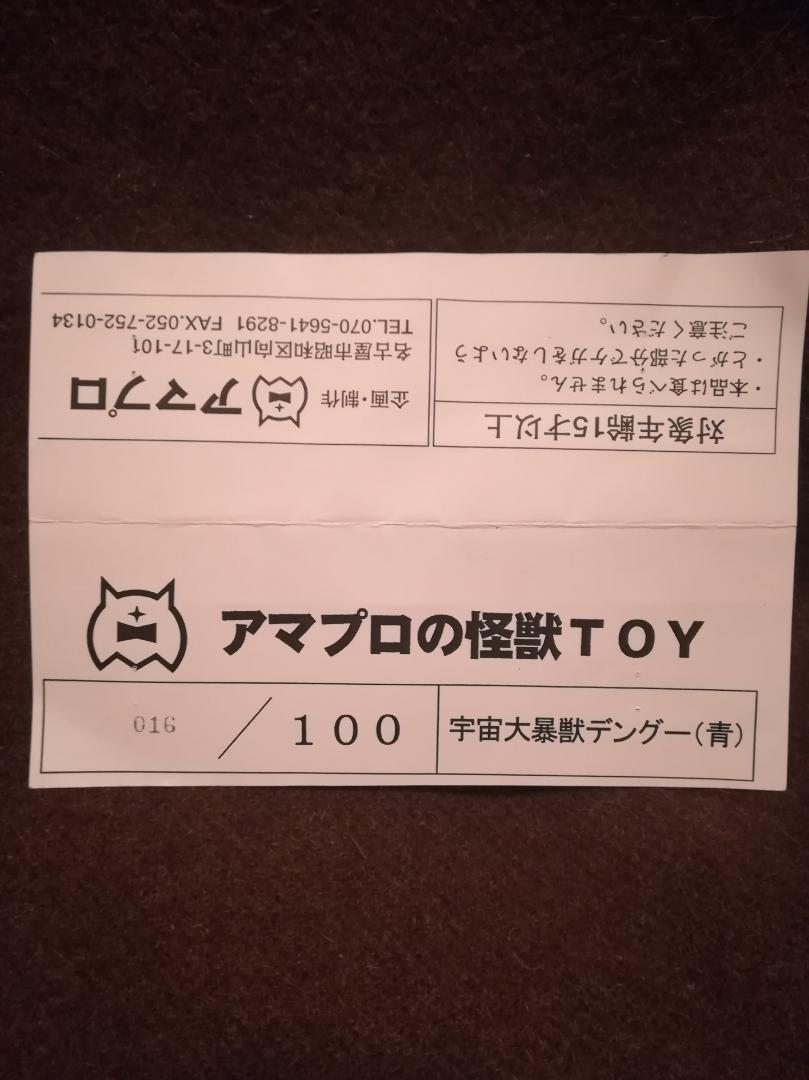 アマプロの怪獣TOY
016／100
宇宙大暴獣デングー(青)
対象年齢15才以上
・本品は食べられません。
・とがった部分でケガをしないよう
ご注意ください。
企画・制作 アマプロ
名古屋市昭和区向山町3-17-101
TEL.070-5641-8291 FAX.052-752-0134